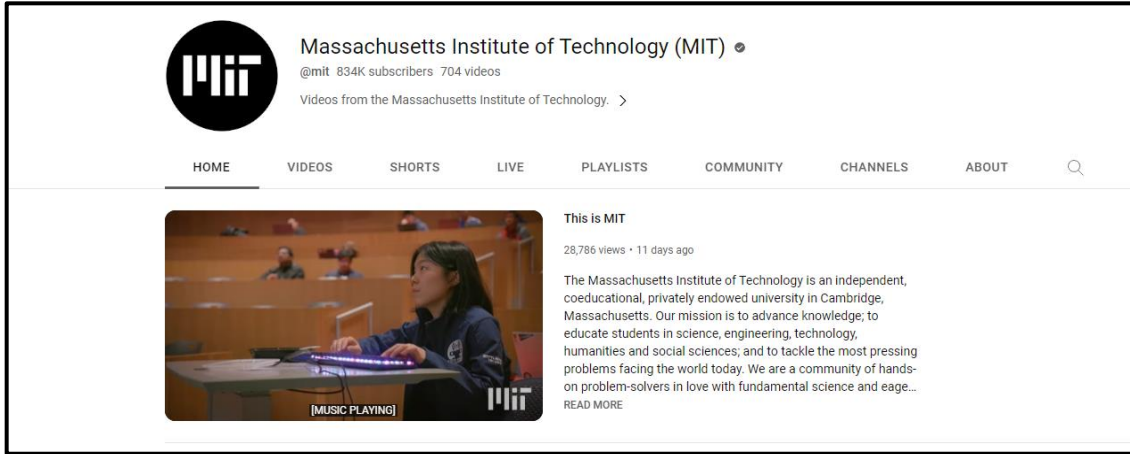 MIT
Massachusetts Institute of Technology (MIT)
@mit 834K subscribers 704 videos
Videos from the Massachusetts Institute of Technology.
HOME VIDEOS SHORTS LIVE PLAYLISTS COMMUNITY CHANNELS ABOUT
This is MIT
28,786 views • 11 days ago
The Massachusetts Institute of Technology is an independent,
coeducational, privately endowed university in Cambridge,
Massachusetts. Our mission is to advance knowledge; to
educate students in science, engineering, technology,
humanities and social sciences; and to tackle the most pressing
problems facing the world today. We are a community of hands-
on problem-solvers in love with fundamental science and eage...
READ MORE
[MUSIC PLAYING]
MIT